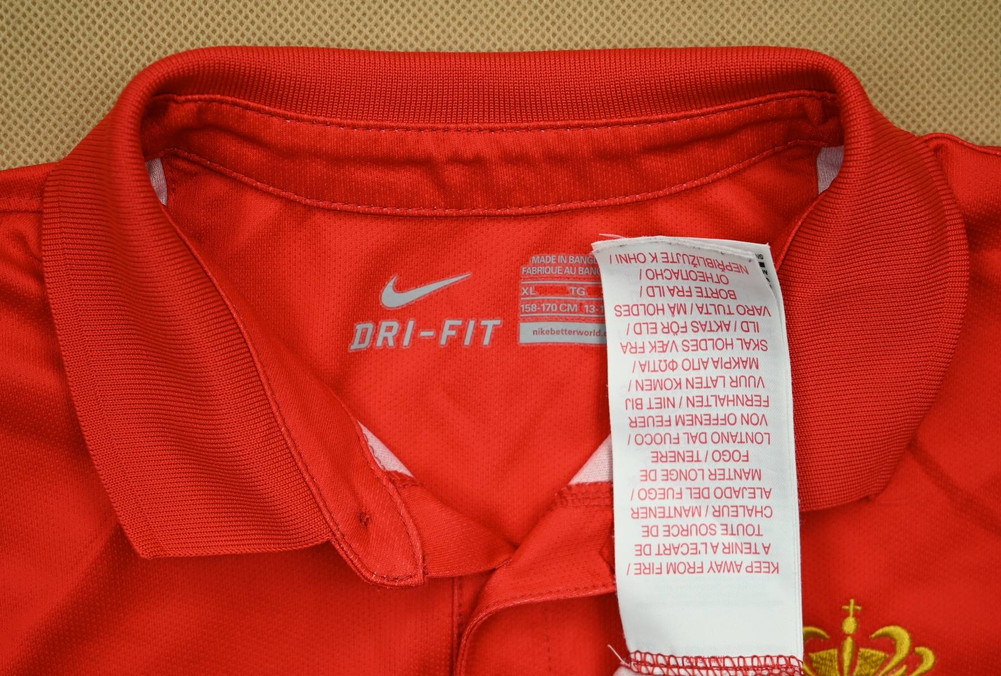 DRI-FIT
MADE IN
FABRIQUE AU
XL TG
158-170 CM
nikebetterworld.
KEEP AWAY FROM FIRE /
A TENIR A L'ECART DE
TOUTE SOURCE DE
CHALEUR / MANTENER
ALEJADO DEL FUEGO /
MANTER LONGE DE
FOGO / TENERE
LONTANO DAL FUOCO /
VON OFFENEM FEUER
FERNHALTEN / NIET BIJ
VUUR LATEN KOMEN /
ΜΑΚΡΙΑ ΑΠΟ ΦΩΤΙΑ /
SKAL HOLDES VÆK FRA
ILD / AKTAS FÖR ELD /
VARO TULTA / MÅ HOLDES
BORTE FRA ILD /
ОГНЕОПАСНО /
NEPŘIBLIŽUJTE K OHNI /